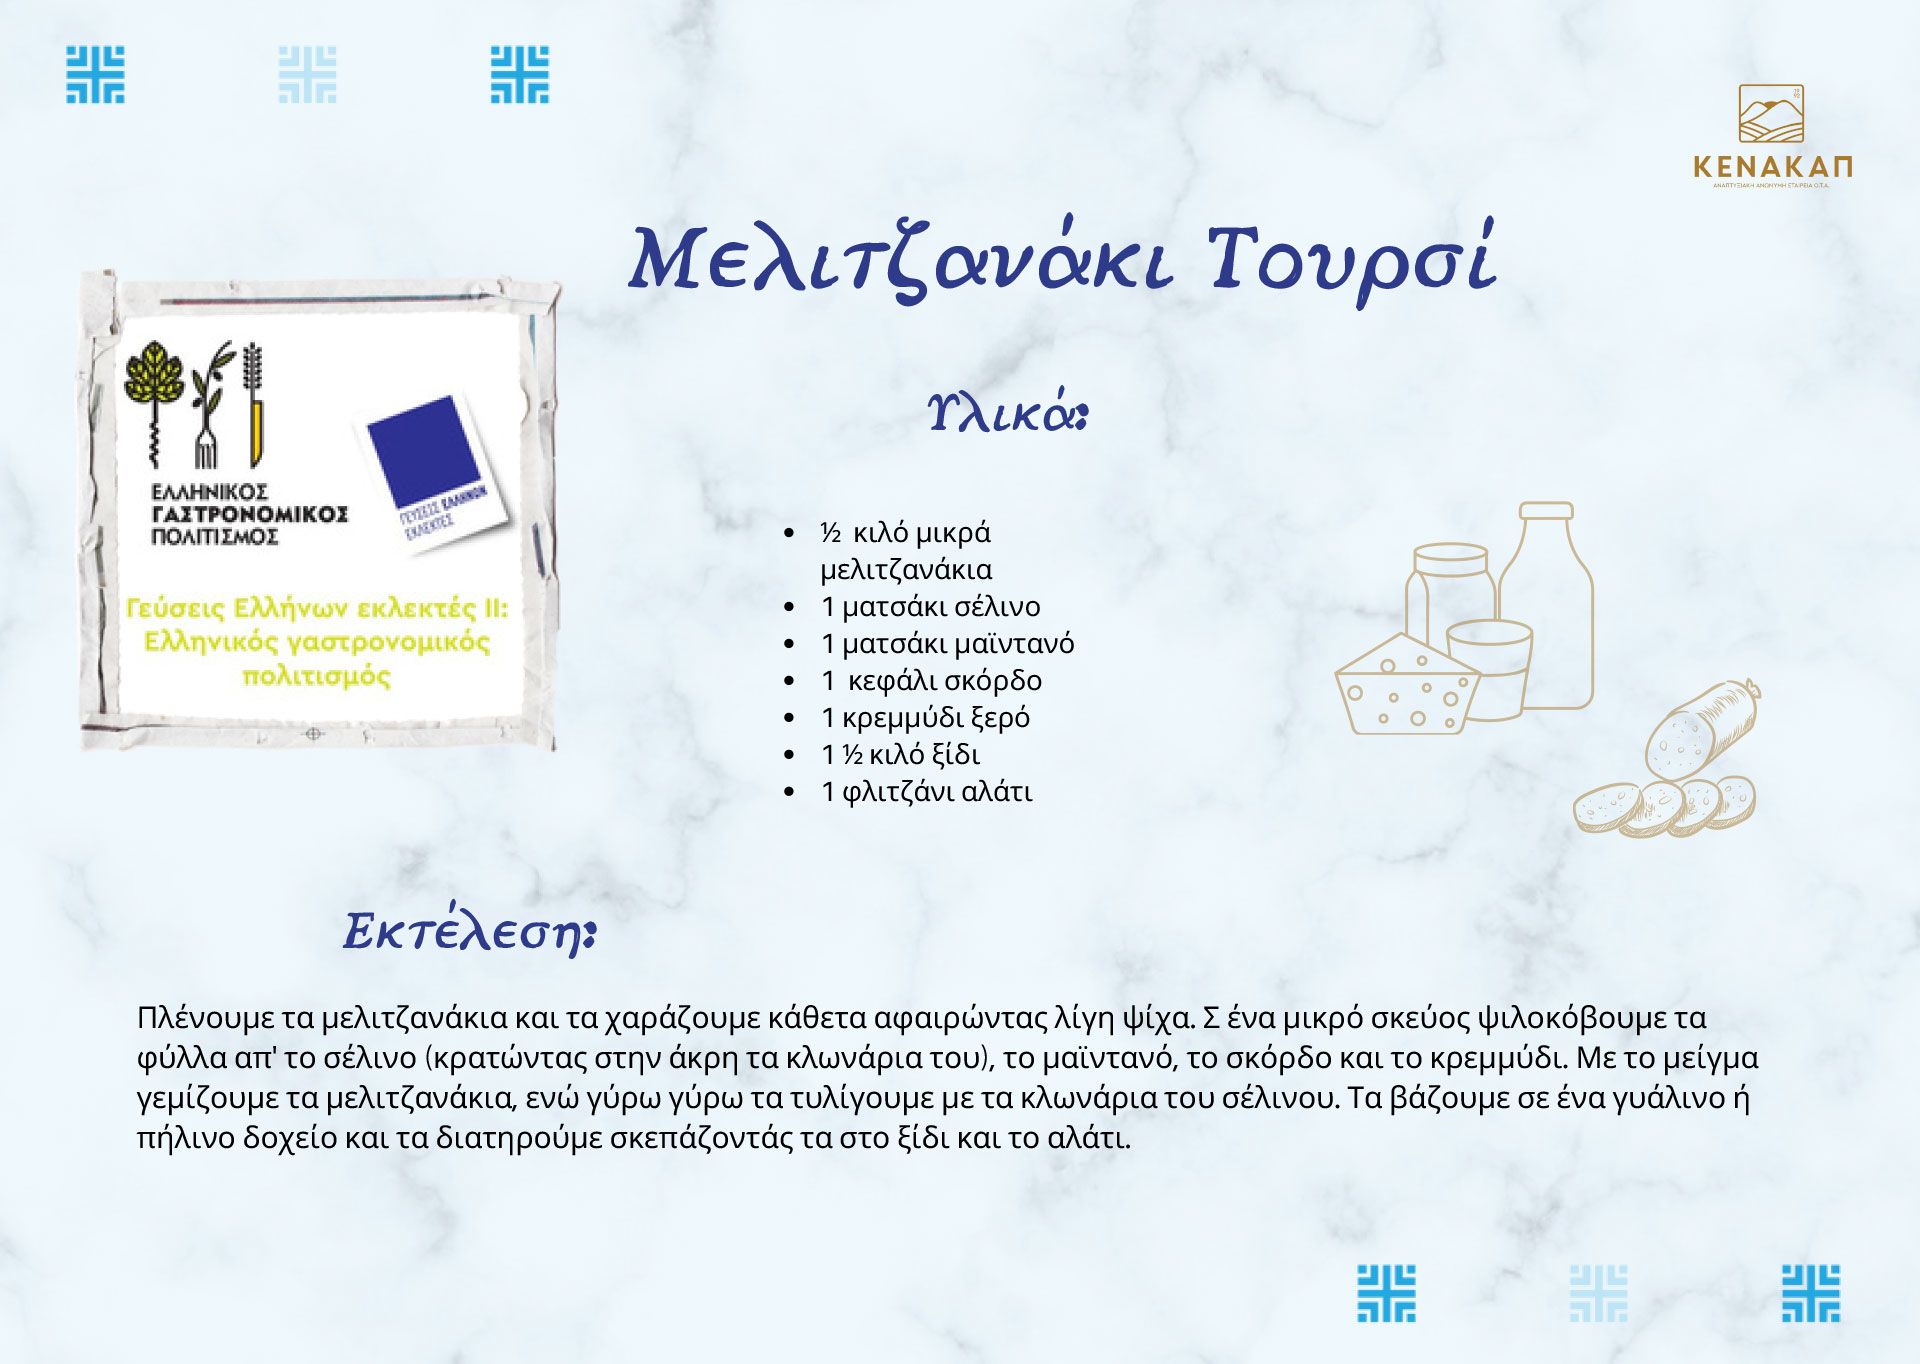 ΚΕΝΑΚΑΠ
ΑΝΑΠΤΥΞΙΑΚΗ ΑΝΩΝΥΜΗ ΕΤΑΙΡΕΙΑ Ο.Τ.Α.
Μελιτζανάκι Τουρσί
ΕΛΛΗΝΙΚΟΣ
ΓΑΣΤΡΟΝΟΜΙΚΟΣ
ΠΟΛΙΤΙΣΜΟΣ
ΓΕΥΣΕΙΣ ΕΛΛΗΝΩΝ
ΕΚΛΕΚΤΕΣ
Γεύσεις Ελλήνων εκλεκτές ΙΙ:
Ελληνικός γαστρονομικός
πολιτισμός
Υλικά:
• ½ κιλό μικρά
μελιτζανάκια
• 1 ματσάκι σέλινο
• 1 ματσάκι μαϊντανό
• 1 κεφάλι σκόρδο
• 1 κρεμμύδι ξερό
• 1 ½ κιλό ξίδι
• 1 φλιτζάνι αλάτι
Εκτέλεση:
Πλένουμε τα μελιτζανάκια και τα χαράζουμε κάθετα αφαιρώντας λίγη ψίχα. Σ ένα μικρό σκεύος ψιλοκόβουμε τα
φύλλα απ' το σέλινο (κρατώντας στην άκρη τα κλωνάρια του), το μαϊντανό, το σκόρδο και το κρεμμύδι. Με το μείγμα
γεμίζουμε τα μελιτζανάκια, ενώ γύρω γύρω τα τυλίγουμε με τα κλωνάρια του σέλινου. Τα βάζουμε σε ένα γυάλινο ή
πήλινο δοχείο και τα διατηρούμε σκεπάζοντάς τα στο ξίδι και το αλάτι.